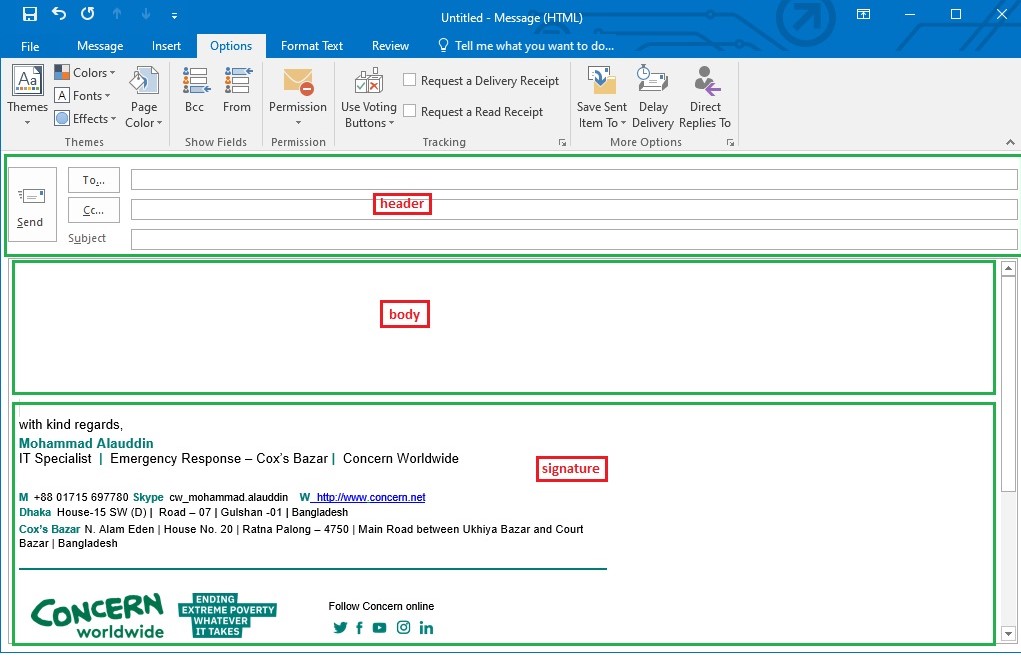 Untitled - Message (HTML)
File Message Insert Options Format Text Review Tell me what you want to do...
Themes
Colors
Fonts
Effects
Page
Color
Themes
Bcc
From
Show Fields
Permission
Permission
Use Voting
Buttons
Request a Delivery Receipt
Request a Read Receipt
Tracking
Save Sent
Item To
Delay
Delivery
Direct
Replies To
More Options
Send
To...
Cc...
Subject
header
body
with kind regards,
Mohammad Alauddin
IT Specialist | Emergency Response – Cox's Bazar | Concern Worldwide
signature
M +88 01715 697780 Skype cw_mohammad.alauddin W http://www.concern.net
Dhaka House-15 SW (D) | Road – 07 | Gulshan -01 | Bangladesh
Cox's Bazar N. Alam Eden | House No. 20 | Ratna Palong – 4750 | Main Road between Ukhiya Bazar and Court
Bazar | Bangladesh
CONCERN
worldwide
ENDING
EXTREME POVERTY
WHATEVER
IT TAKES
Follow Concern online